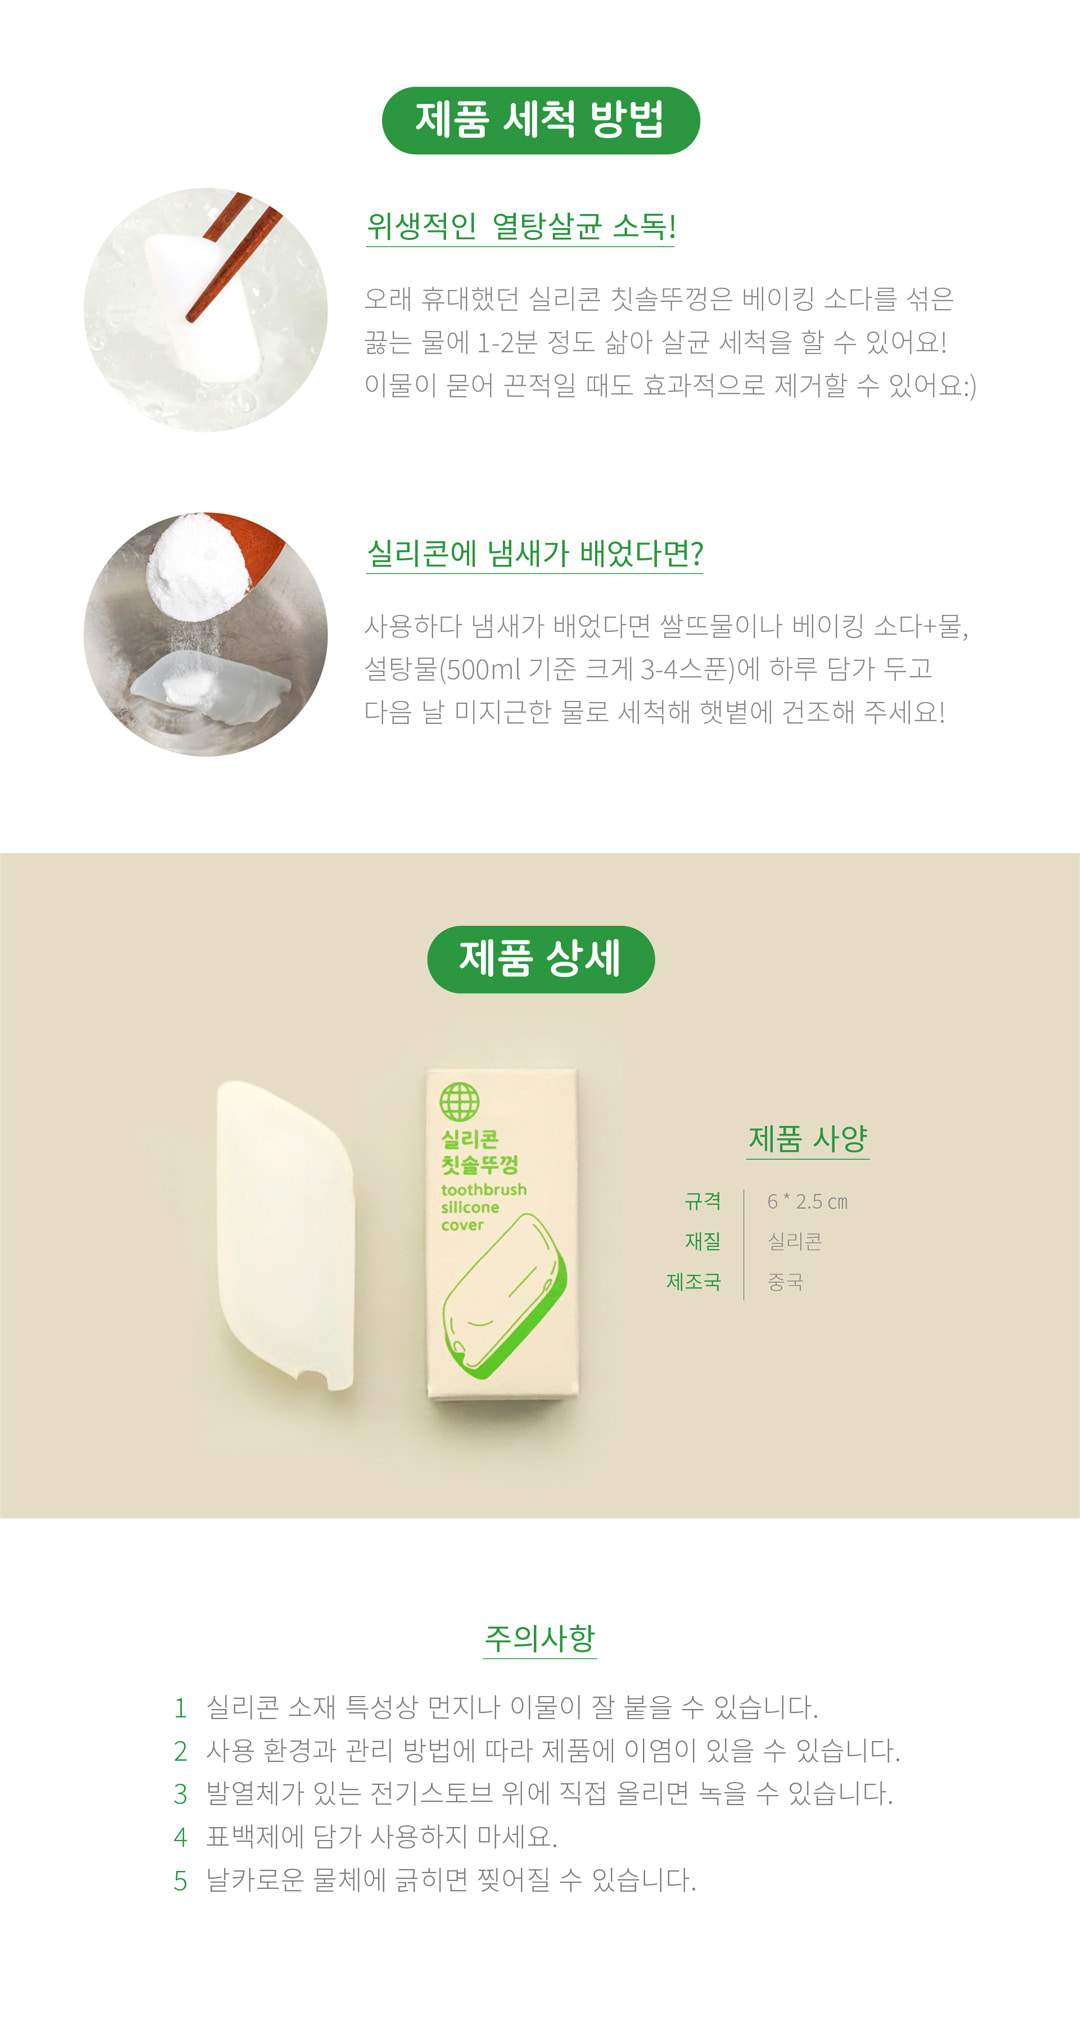 제품 세척 방법
위생적인 열탕살균 소독!
오래 휴대했던 실리콘 칫솔뚜껑은 베이킹 소다를 섞은
끓는 물에 1-2분 정도 삶아 살균 세척을 할 수 있어요!
이물이 묻어 끈적일 때도 효과적으로 제거할 수 있어요:)
실리콘에 냄새가 배었다면?
사용하다 냄새가 배었다면 쌀뜨물이나 베이킹 소다+물,
설탕물(500ml 기준 크게 3-4스푼)에 하루 담가 두고
다음 날 미지근한 물로 세척해 햇볕에 건조해 주세요!
제품 상세
실리콘
칫솔뚜껑
toothbrush
silicone
cover
제품 사양
규격 6 * 2.5 ㎝
재질 실리콘
제조국 중국
주의사항
1 실리콘 소재 특성상 먼지나 이물이 잘 붙을 수 있습니다.
2 사용 환경과 관리 방법에 따라 제품에 이염이 있을 수 있습니다.
3 발열체가 있는 전기스토브 위에 직접 올리면 녹을 수 있습니다.
4 표백제에 담가 사용하지 마세요.
5 날카로운 물체에 긁히면 찢어질 수 있습니다.